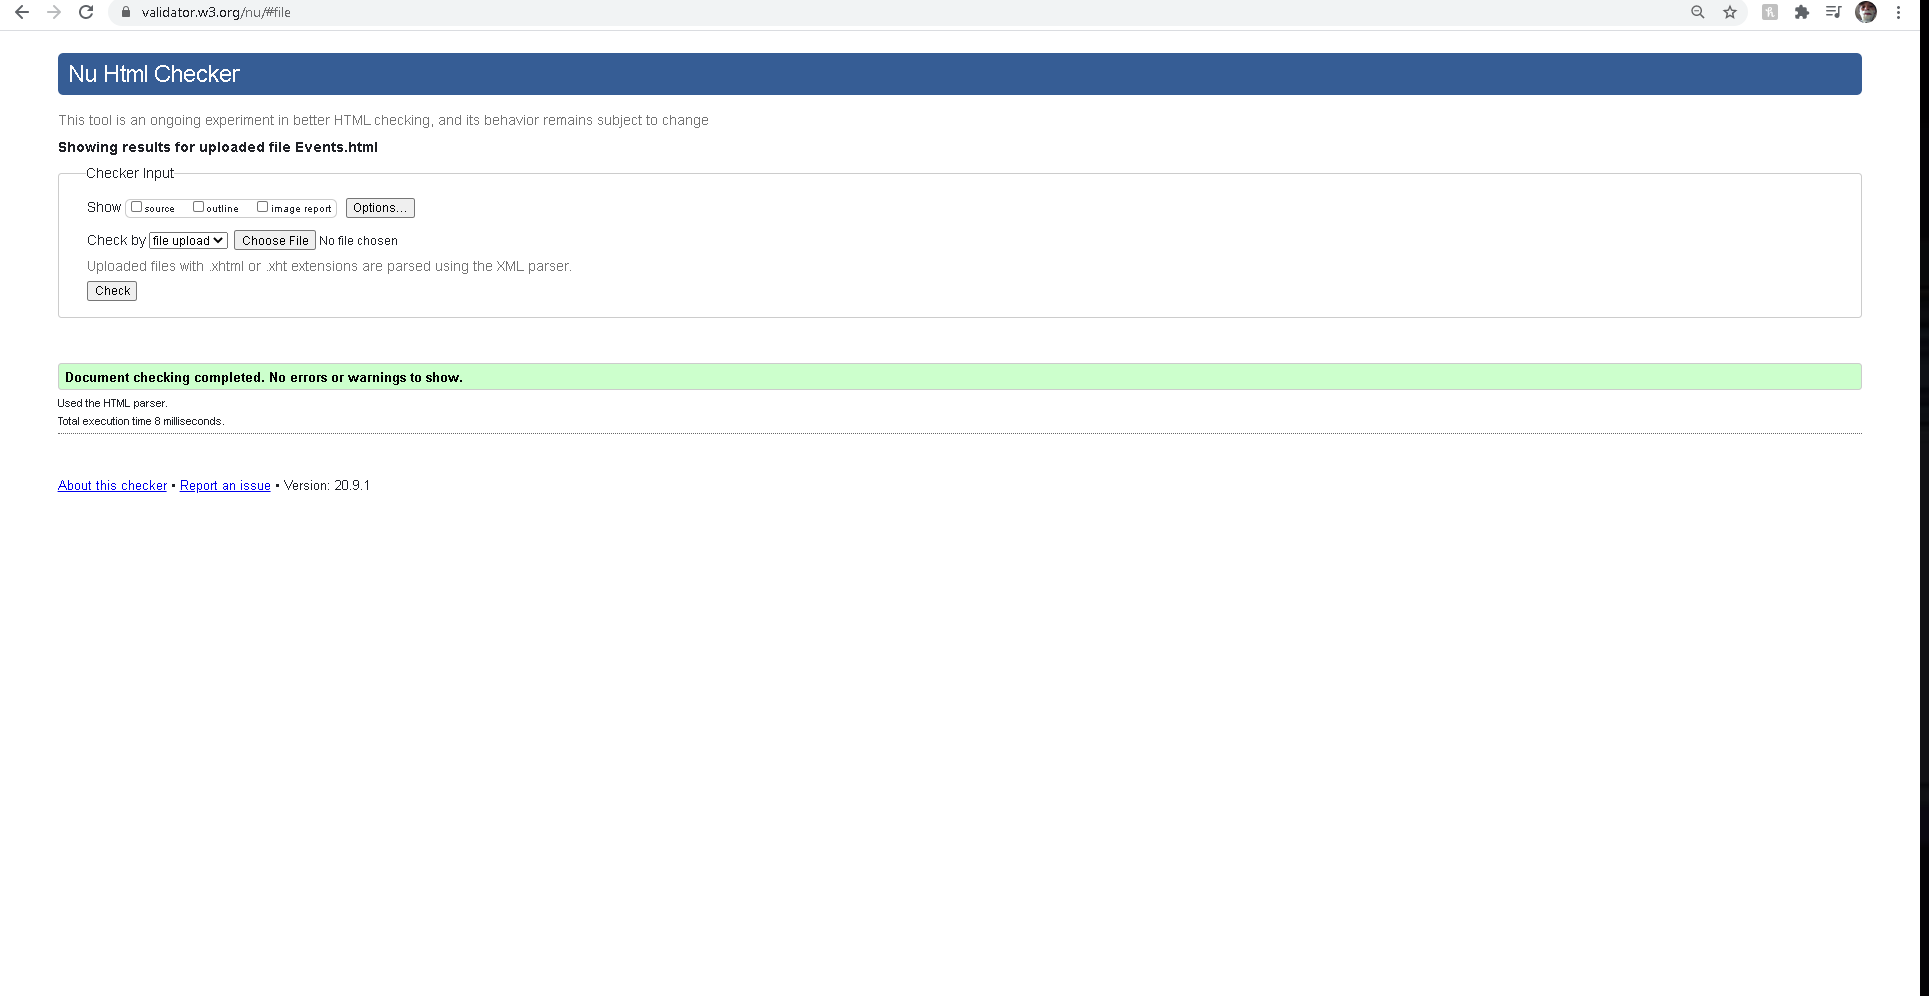 validator.w3.org/nu/#file
Nu Html Checker
This tool is an ongoing experiment in better HTML checking, and its behavior remains subject to change
Showing results for uploaded file Events.html
Checker Input
Show source outline image report Options...
Check by file upload Choose File No file chosen
Uploaded files with .xhtml or .xht extensions are parsed using the XML parser.
Check
Document checking completed. No errors or warnings to show.
Used the HTML parser.
Total execution time 8 milliseconds.
About this checker • Report an issue • Version: 20.9.1